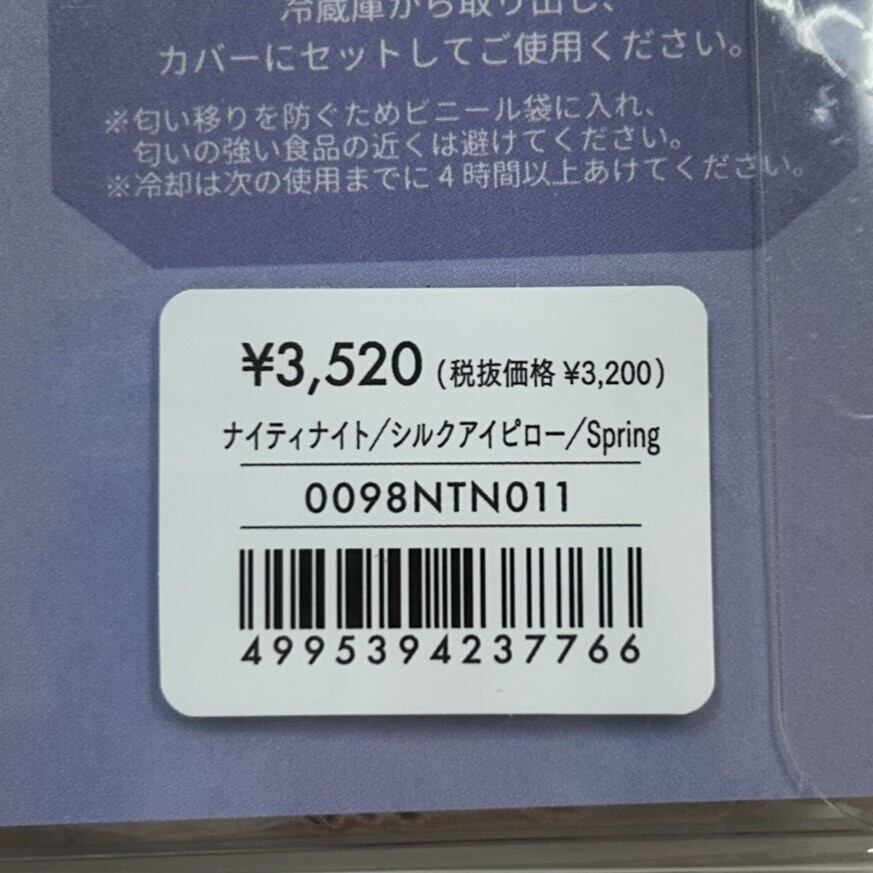 冷蔵庫から取り出し、
カバーにセットしてご使用ください。
※匂い移りを防ぐためビニール袋に入れ、
匂いの強い食品の近くは避けてください。
※冷却は次の使用までに4時間以上あけてください。
¥3,520 (税抜価格 ¥3,200)
ナイティナイト/シルクアイピロー/Spring
0098NTN011
4995394237766